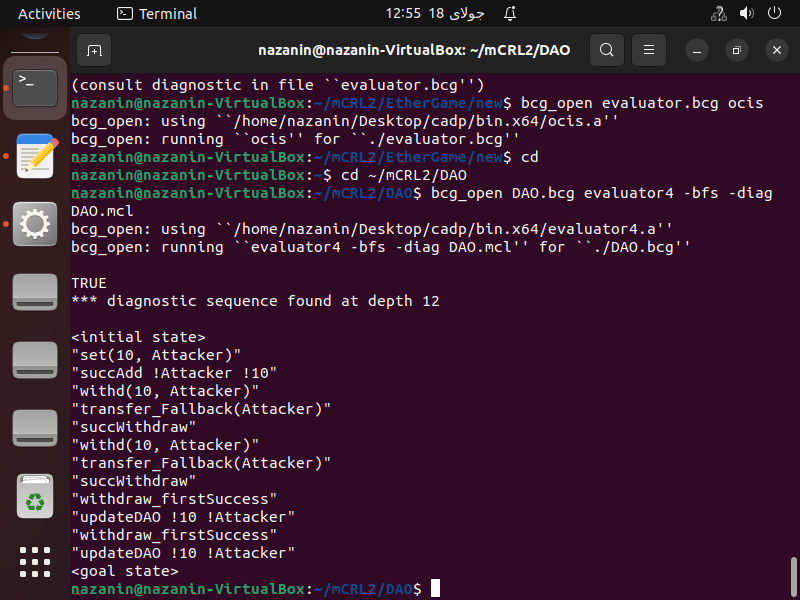 Activities Terminal 12:55 18 جولای
nazanin@nazanin-VirtualBox: ~/mCRL2/DAO
(consult diagnostic in file ``evaluator.bcg'')
nazanin@nazanin-VirtualBox:~/mCRL2/EtherGame/new$ bcg_open evaluator.bcg ocis
bcg_open: using ``/home/nazanin/Desktop/cadp/bin.x64/ocis.a''
bcg_open: running ``ocis'' for ``./evaluator.bcg''
nazanin@nazanin-VirtualBox:~/mCRL2/EtherGame/new$ cd
nazanin@nazanin-VirtualBox:~$ cd ~/mCRL2/DAO
nazanin@nazanin-VirtualBox:~/mCRL2/DAO$ bcg_open DAO.bcg evaluator4 -bfs -diag
DAO.mcl
bcg_open: using ``/home/nazanin/Desktop/cadp/bin.x64/evaluator4.a''
bcg_open: running ``evaluator4 -bfs -diag DAO.mcl'' for ``./DAO.bcg''
TRUE
*** diagnostic sequence found at depth 12
<initial state>
"set(10, Attacker)"
"succAdd !Attacker !10"
"withd(10, Attacker)"
"transfer_Fallback(Attacker)"
"succWithdraw"
"withd(10, Attacker)"
"transfer_Fallback(Attacker)"
"succWithdraw"
"withdraw_firstSuccess"
"updateDAO !10 !Attacker"
"withdraw_firstSuccess"
"updateDAO !10 !Attacker"
<goal state>
nazanin@nazanin-VirtualBox:~/mCRL2/DAO$